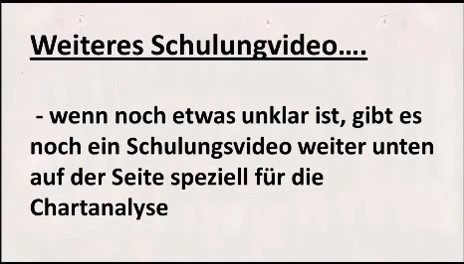 Weiteres Schulungvideo….
- wenn noch etwas unklar ist, gibt es
noch ein Schulungsvideo weiter unten
auf der Seite speziell für die
Chartanalyse